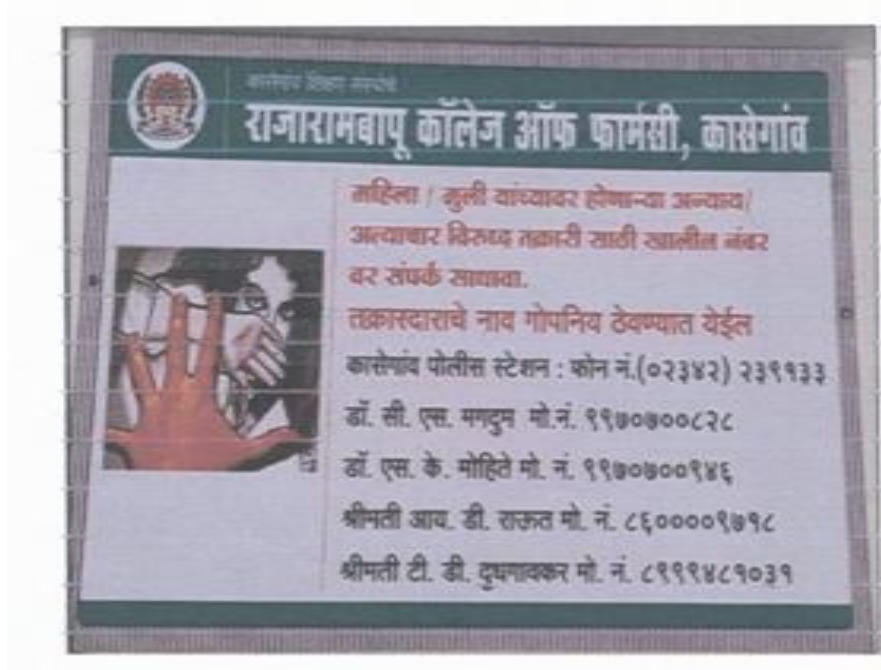 कासेगांव शिक्षण संस्थेचे
राजारामबापू कॉलेज ऑफ फार्मसी, कासेगांव
महिला / मुली यांच्यावर होणाऱ्या अन्याय/
अत्याचार विरुध्द तक्रारी साठी खालील नंबर
वर संपर्क साधावा.
तक्रारदाराचे नाव गोपनिय ठेवण्यात येईल
कासेगांव पोलीस स्टेशन : फोन नं.(०२३४२) २३९१३३
डॉ. सी. एस. मगदुम मो.नं. ९९७०७००८२८
डॉ. एस. के. मोहिते मो. नं. ९९७०७००९४६
श्रीमती आय. डी. राऊत मो. नं. ८६००००९७१८
श्रीमती टी. डी. दुधगावकर मो. नं. ८९९९४८१०३१